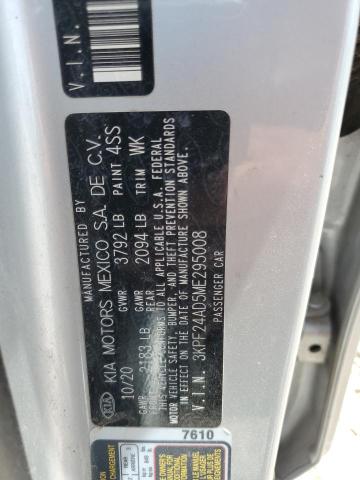 V.I.N.
MANUFACTURED BY
KIA KIA MOTORS MEXICO S.A. DE C.V.
10/20 GVWR 3792 LB PAINT 4SS
GAWR FRONT 2183 LB GAWR REAR 2094 LB TRIM WK
THIS VEHICLE CONFORMS TO ALL APPLICABLE U.S.A. FEDERAL
MOTOR VEHICLE SAFETY, BUMPER, AND THEFT PREVENTION STANDARDS
IN EFFECT ON THE DATE OF MANUFACTURE SHOWN ABOVE.
V.I.N. 3KPF24AD5ME295008
PASSENGER CAR
7610